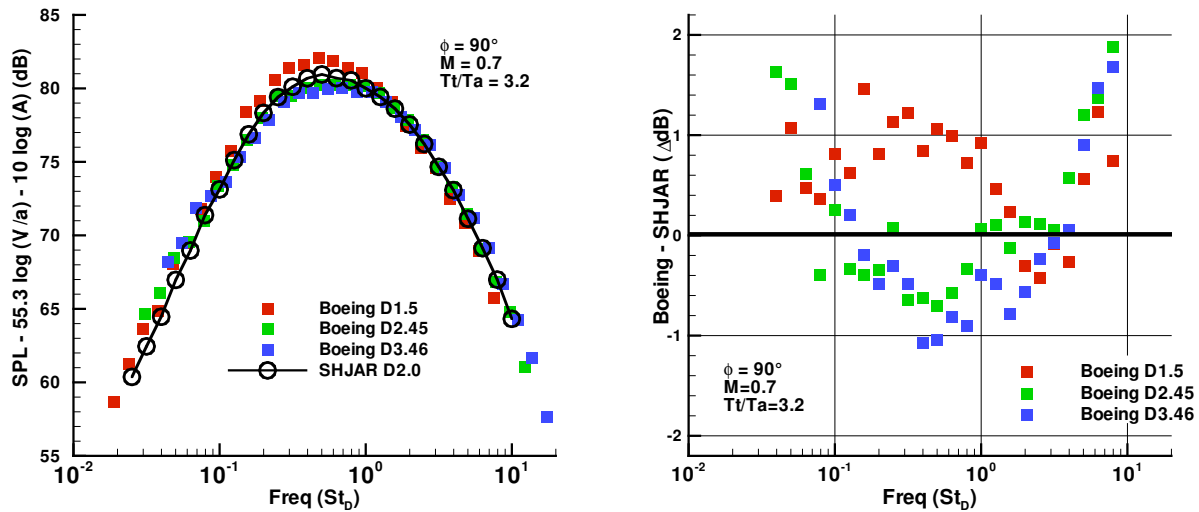 SPL - 55.3 log (V/a) - 10 log (A) (dB)
85
80
75
70
65
60
55
ϕ = 90°
M = 0.7
Tt/Ta = 3.2
Boeing D1.5
Boeing D2.45
Boeing D3.46
SHJAR D2.0
10⁻²
10⁻¹
10⁰
10¹
Freq (St_D)
Boeing - SHJAR (ΔdB)
2
1
0
-1
-2
ϕ = 90°
M=0.7
Tt/Ta=3.2
Boeing D1.5
Boeing D2.45
Boeing D3.46
10⁻²
10⁻¹
10⁰
10¹
Freq (St_D)